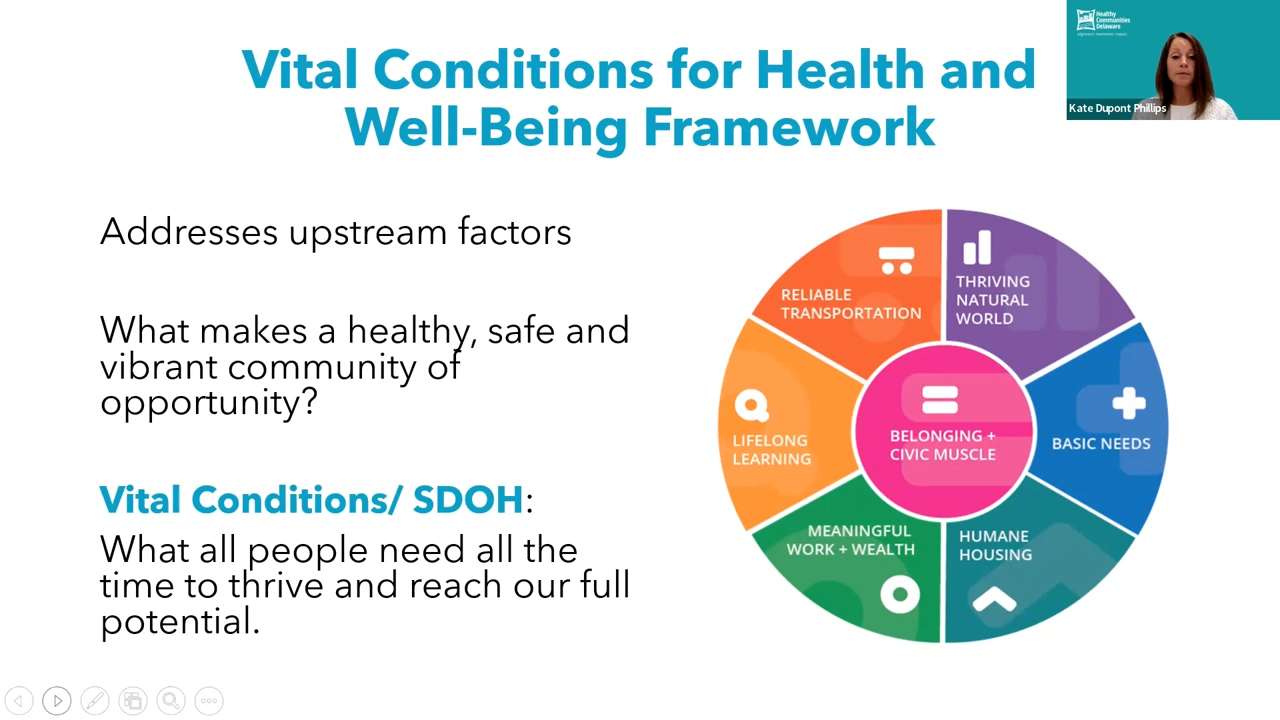 Vital Conditions for Health and
Well-Being Framework
Healthy
Communities
Delaware
Kate Dupont Phillips
Addresses upstream factors
What makes a healthy, safe and
vibrant community of
opportunity?
Vital Conditions/ SDOH:
What all people need all the
time to thrive and reach our full
potential.
RELIABLE
TRANSPORTATION
THRIVING
NATURAL
WORLD
LIFELONG
LEARNING
BELONGING +
CIVIC MUSCLE
BASIC NEEDS
MEANINGFUL
WORK + WEALTH
HUMANE
HOUSING